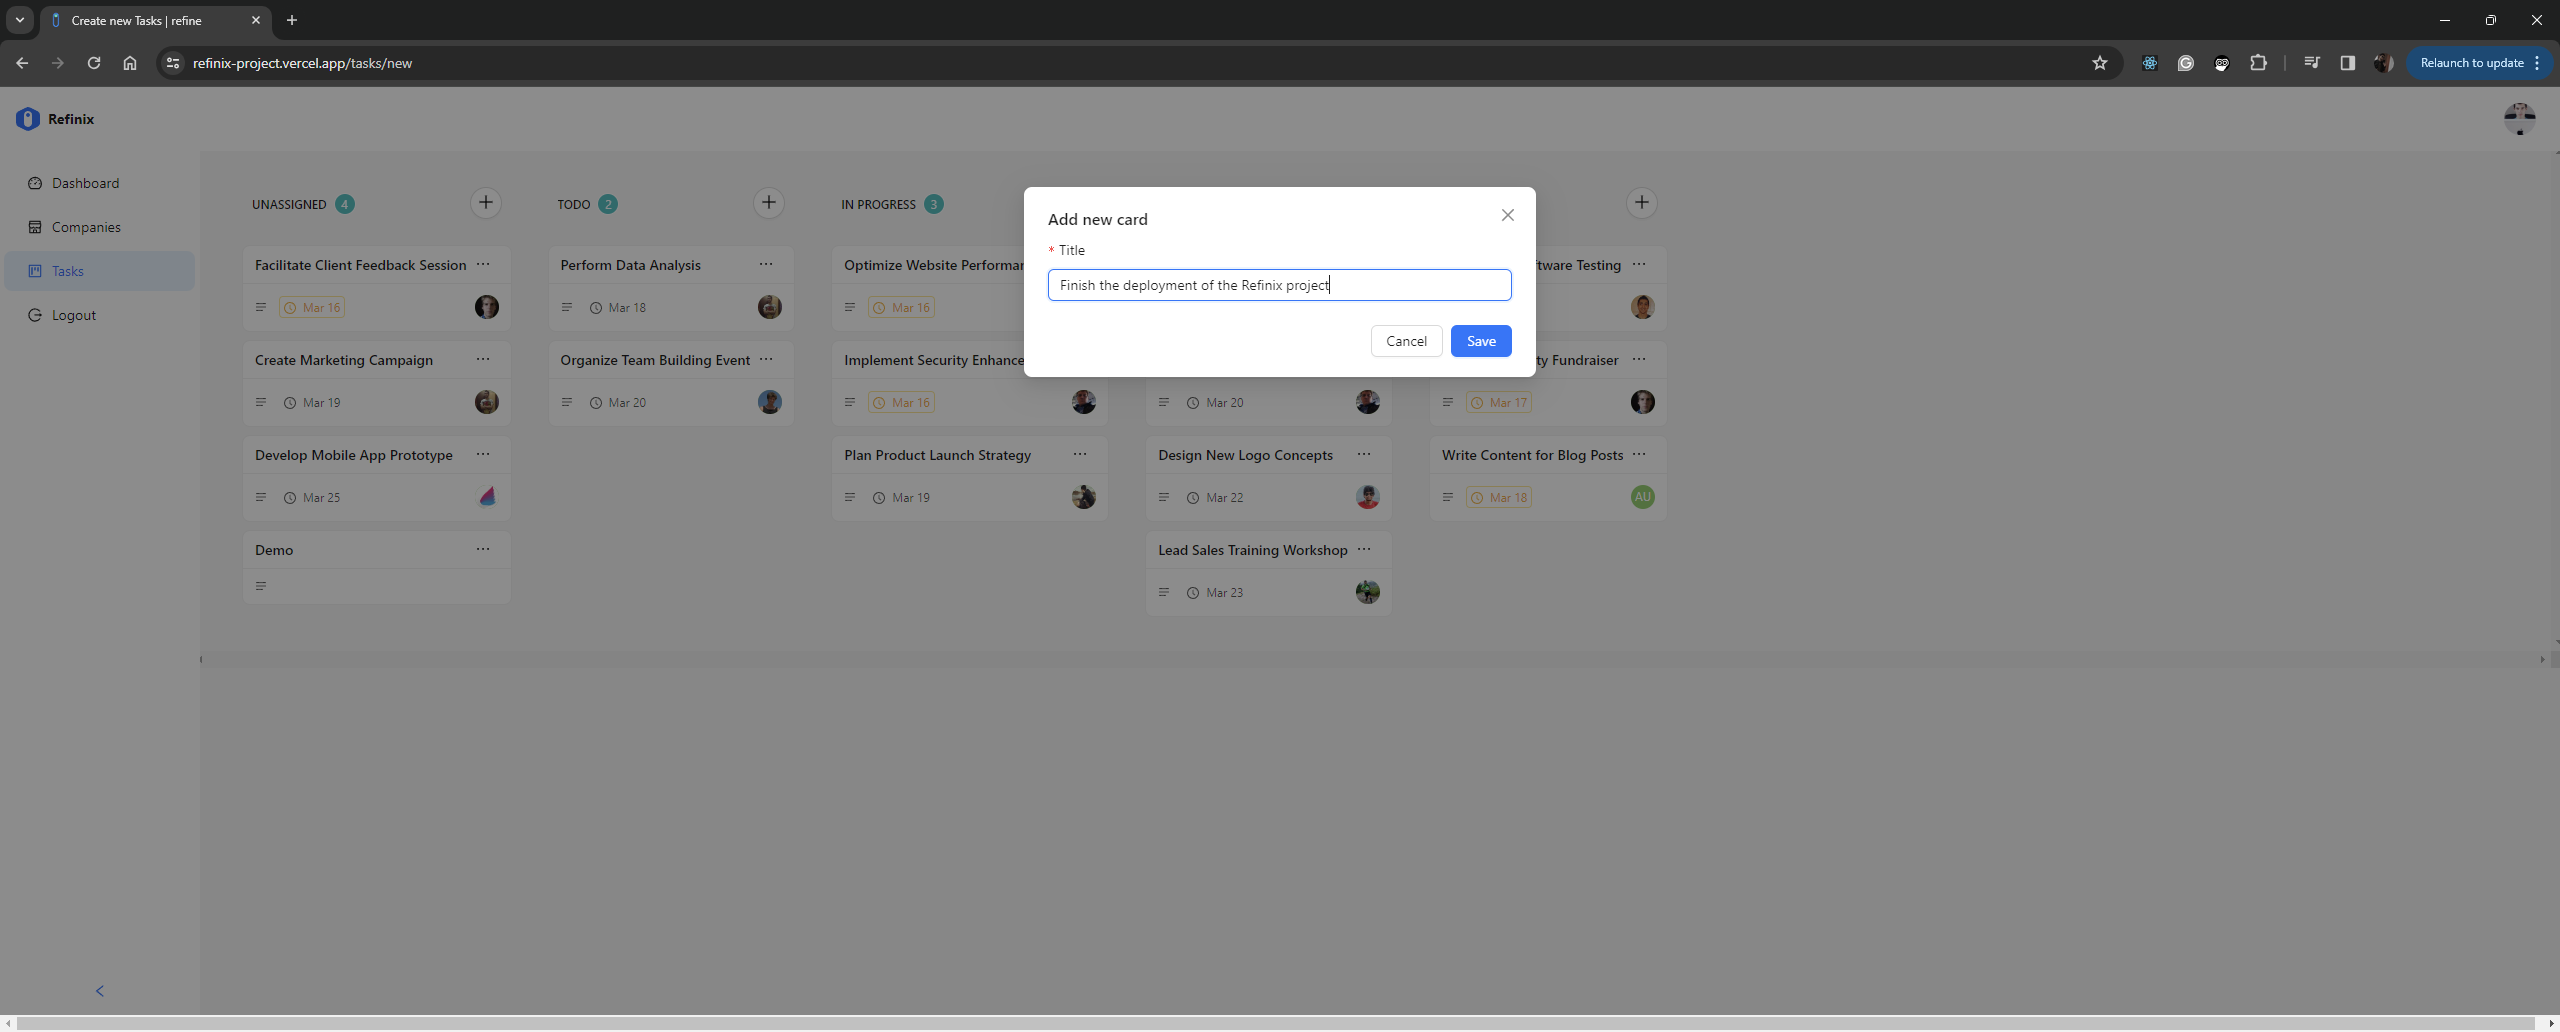 Create new Tasks | refine
refinix-project.vercel.app/tasks/new
Relaunch to update
Refinix
Dashboard
Companies
Tasks
Logout
UNASSIGNED 4
Facilitate Client Feedback Session
Mar 16
Create Marketing Campaign
Mar 19
Develop Mobile App Prototype
Mar 25
Demo
TODO 2
Perform Data Analysis
Mar 18
Organize Team Building Event
Mar 20
IN PROGRESS 3
Optimize Website Performan
Mar 16
Implement Security Enhance
Mar 16
Plan Product Launch Strategy
Mar 19
Add new card
* Title
Finish the deployment of the Refinix project
Cancel
Save
Mar 20
Design New Logo Concepts
Mar 22
Lead Sales Training Workshop
Mar 23
tware Testing
ty Fundraiser
Mar 17
Write Content for Blog Posts
Mar 18
AU